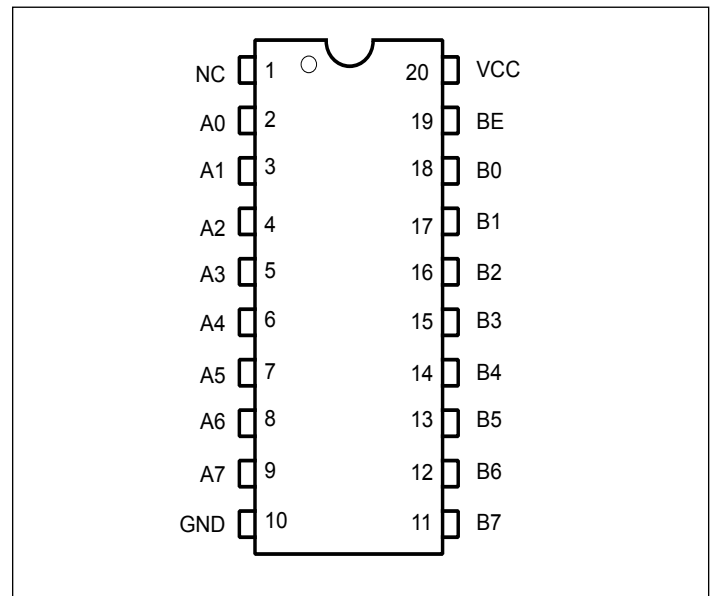 NC 1 20 VCC
A0 2 19 BE
A1 3 18 B0
A2 4 17 B1
A3 5 16 B2
A4 6 15 B3
A5 7 14 B4
A6 8 13 B5
A7 9 12 B6
GND 10 11 B7